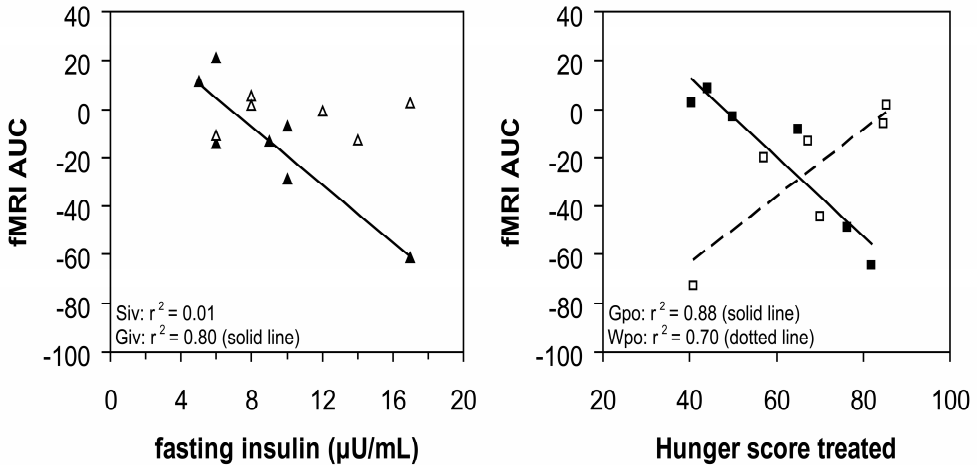 40
20
0
-20
-40
-60
-80
-100
fMRI AUC
Siv: r² = 0.01
Giv: r² = 0.80 (solid line)
0 4 8 12 16 20
fasting insulin (µU/mL)
40
20
0
-20
-40
-60
-80
-100
fMRI AUC
Gpo: r² = 0.88 (solid line)
Wpo: r² = 0.70 (dotted line)
20 40 60 80 100
Hunger score treated